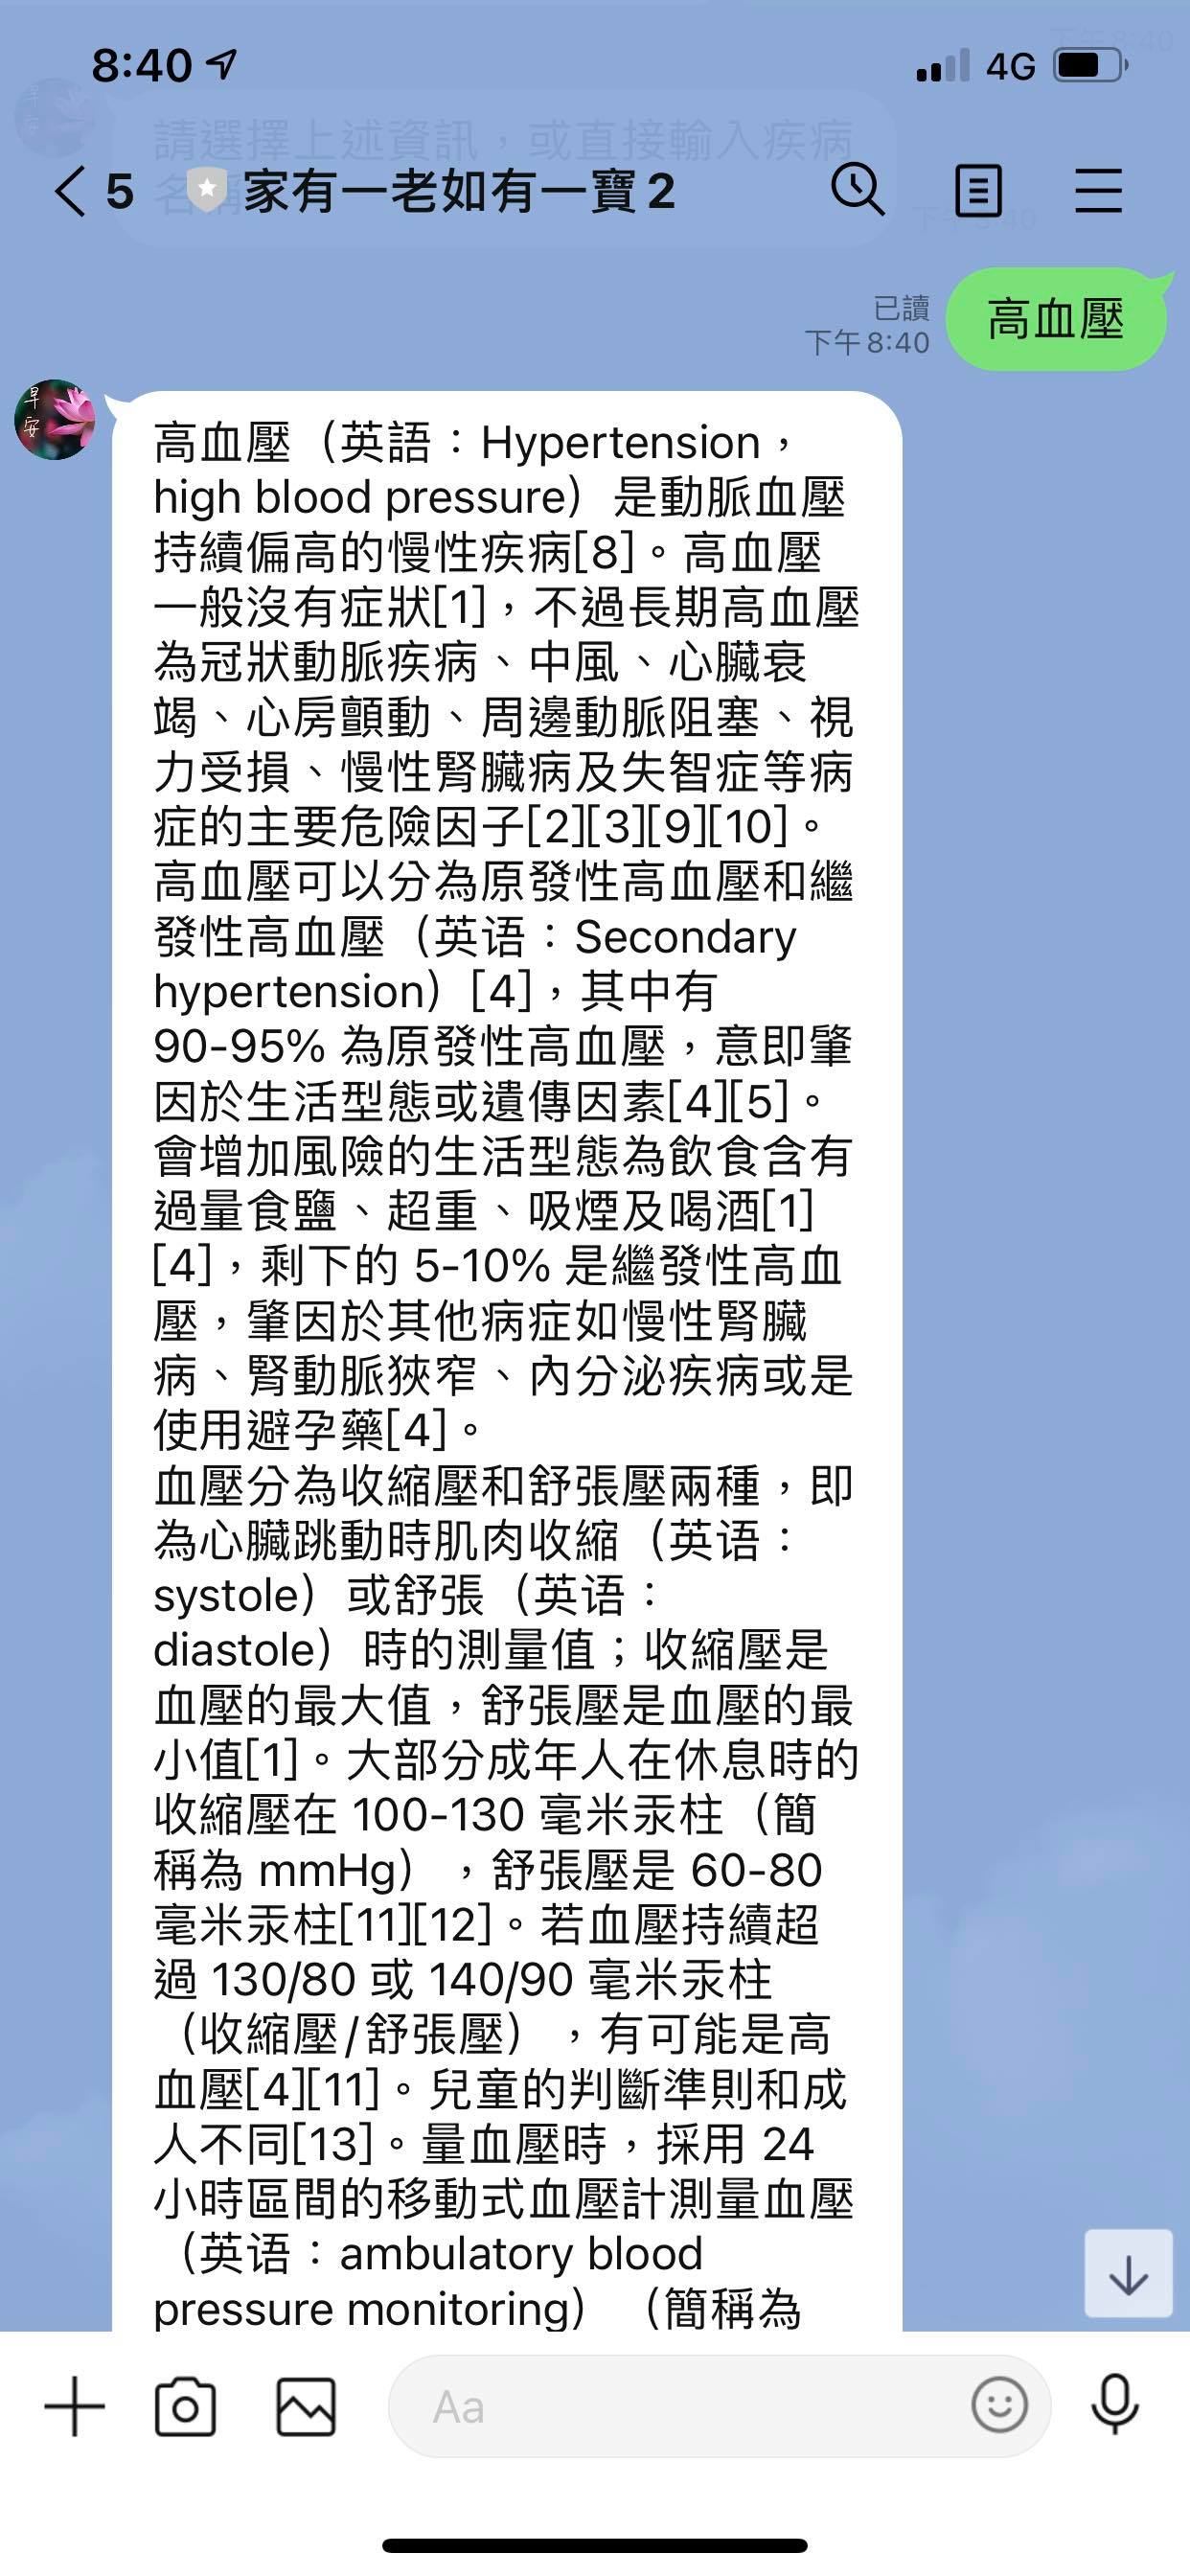 8:40
4G
下午8:40
請選擇上述資訊，或直接輸入疾病
5
家有一老如有一寶2
下午8:40
高血壓
已讀
下午8:40
早安
高血壓（英語：Hypertension，
high blood pressure）是動脈血壓
持續偏高的慢性疾病[8]。高血壓
一般沒有症狀[1]，不過長期高血壓
為冠狀動脈疾病、中風、心臟衰
竭、心房顫動、周邊動脈阻塞、視
力受損、慢性腎臟病及失智症等病
症的主要危險因子[2][3][9][10]。
高血壓可以分為原發性高血壓和繼
發性高血壓（英语：Secondary
hypertension）[4]，其中有
90-95% 為原發性高血壓，意即肇
因於生活型態或遺傳因素[4][5]。
會增加風險的生活型態為飲食含有
過量食鹽、超重、吸煙及喝酒[1]
[4]，剩下的 5-10% 是繼發性高血
壓，肇因於其他病症如慢性腎臟
病、腎動脈狹窄、內分泌疾病或是
使用避孕藥[4]。
血壓分為收縮壓和舒張壓兩種，即
為心臟跳動時肌肉收縮（英语：
systole）或舒張（英语：
diastole）時的測量值；收縮壓是
血壓的最大值，舒張壓是血壓的最
小值[1]。大部分成年人在休息時的
收縮壓在 100-130 毫米汞柱（簡
稱為 mmHg），舒張壓是 60-80
毫米汞柱[11][12]。若血壓持續超
過 130/80 或 140/90 毫米汞柱
（收縮壓/舒張壓），有可能是高
血壓[4][11]。兒童的判斷準則和成
人不同[13]。量血壓時，採用 24
小時區間的移動式血壓計測量血壓
（英语：ambulatory blood
pressure monitoring）（簡稱為
Aa